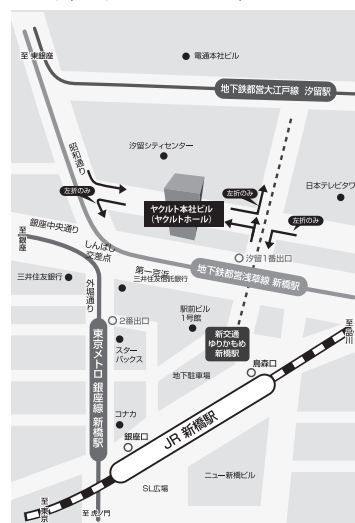 至 東銀座
電通本社ビル
地下鉄都営大江戸線 汐留駅
昭和通り
汐留シティセンター
左折のみ
左折のみ
日本テレビタワ
ヤクルト本社ビル
(ヤクルトホール)
左折のみ
銀座中央通り
至 銀座
しんばし
交差点
汐留1番出口
三井住友銀行
第一京浜
三井住友信託銀行
地下鉄都営浅草線 新橋駅
外堀通り
2番出口
駅前ビル
1号館
新交通
ゆりかもめ
新橋駅
至 品川
東京メトロ 銀座線 新橋駅
スター
バックス
地下駐車場
烏森口
JR 新橋駅
コナカ
銀座口
ニュー新橋ビル
SL広場
至 東京
至 虎ノ門